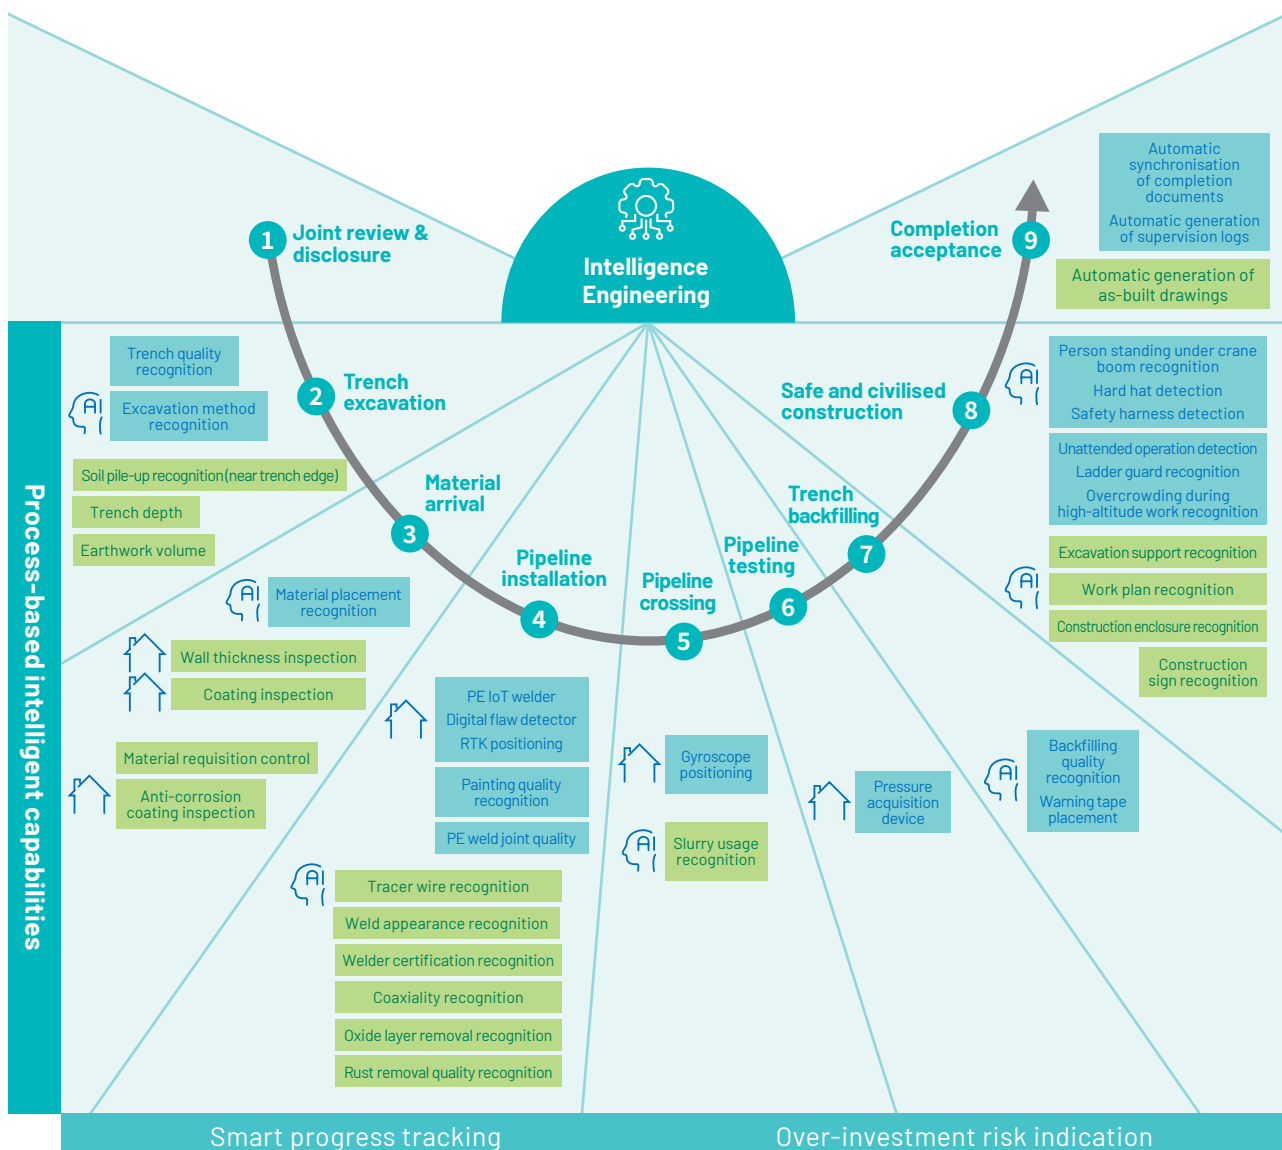 Intelligence
Engineering
1
Joint review &
disclosure
2
Trench
excavation
3
Material
arrival
4
Pipeline
installation
5
Pipeline
crossing
6
Pipeline
testing
7
Trench
backfilling
8
Safe and civilised
construction
9
Completion
acceptance
Automatic
synchronisation
of completion
documents
Automatic generation
of supervision logs
Automatic generation of
as-built drawings
Process-based intelligent capabilities
Trench quality
recognition
AI
Excavation method
recognition
Soil pile-up recognition (near trench edge)
Trench depth
Earthwork volume
AI
Material placement
recognition
Wall thickness inspection
Coating inspection
Material requisition control
Anti-corrosion
coating inspection
PE IoT welder
Digital flaw detector
RTK positioning
Painting quality
recognition
PE weld joint quality
AI
Tracer wire recognition
Weld appearance recognition
Welder certification recognition
Coaxiality recognition
Oxide layer removal recognition
Rust removal quality recognition
Gyroscope
positioning
AI
Slurry usage
recognition
Pressure
acquisition
device
AI
Backfilling
quality
recognition
Warning tape
placement
AI
Person standing under crane
boom recognition
Hard hat detection
Safety harness detection
Unattended operation detection
Ladder guard recognition
Overcrowding during
high-altitude work recognition
AI
Excavation support recognition
Work plan recognition
Construction enclosure recognition
Construction
sign recognition
Smart progress tracking
Over-investment risk indication